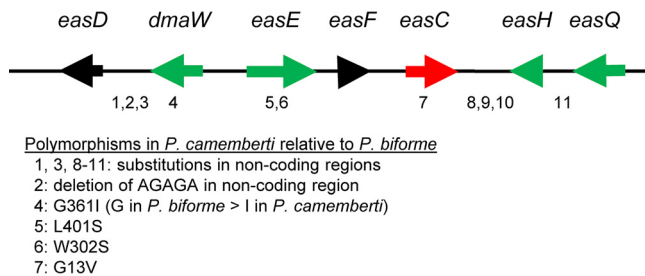 easD dmaW easE easF easC easH easQ
1,2,3 4 5,6 7 8,9,10 11
Polymorphisms in P. camemberti relative to P. biforme
1, 3, 8-11: substitutions in non-coding regions
2: deletion of AGAGA in non-coding region
4: G361I (G in P. biforme > I in P. camemberti)
5: L401S
6: W302S
7: G13V